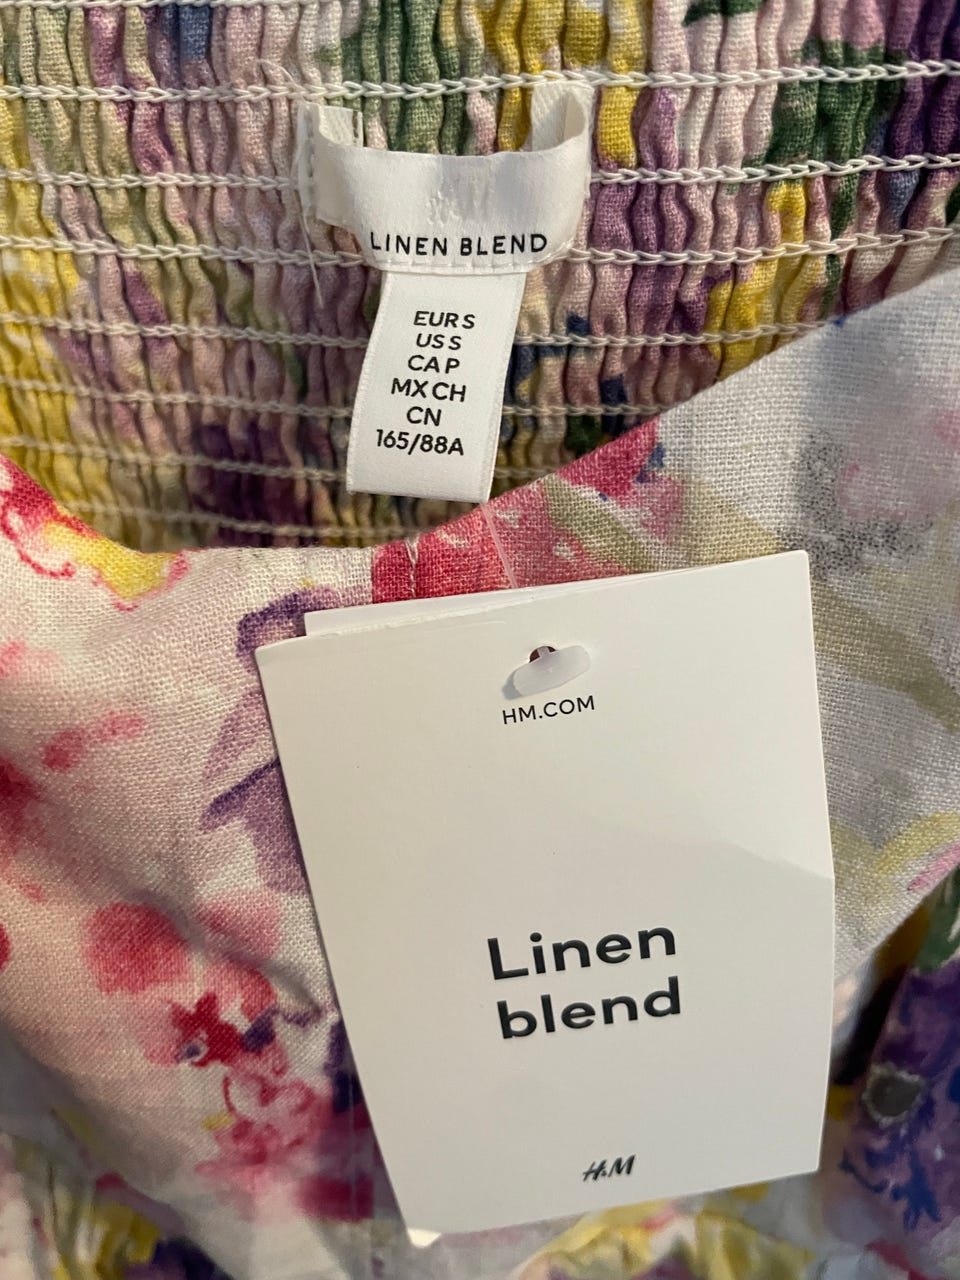 LINEN BLEND
EUR S
US S
CA P
MX CH
CN
165/88A
HM.COM
Linen
blend
H&M